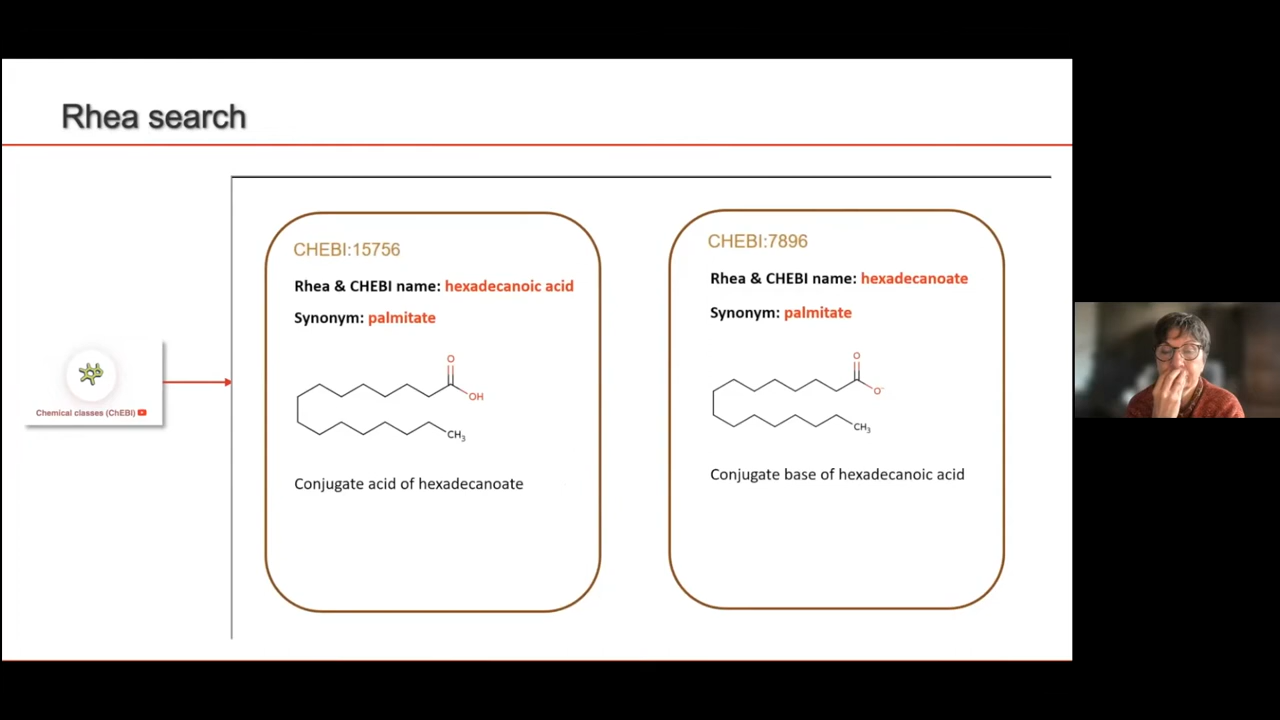 Rhea search
Chemical classes (ChEBI)
CHEBI:15756
Rhea & CHEBI name: hexadecanoic acid
Synonym: palmitate
O
OH
CH3
Conjugate acid of hexadecanoate
CHEBI:7896
Rhea & CHEBI name: hexadecanoate
Synonym: palmitate
O
O-
CH3
Conjugate base of hexadecanoic acid